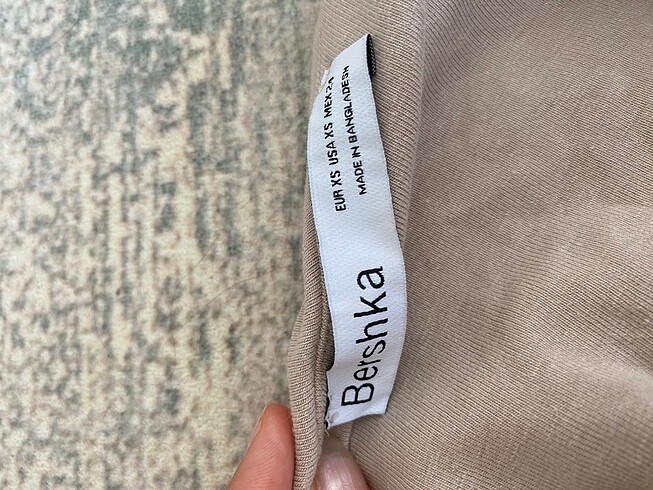 Bershka
EUR XS USA XS MEX 24
MADE IN BANGLADESH